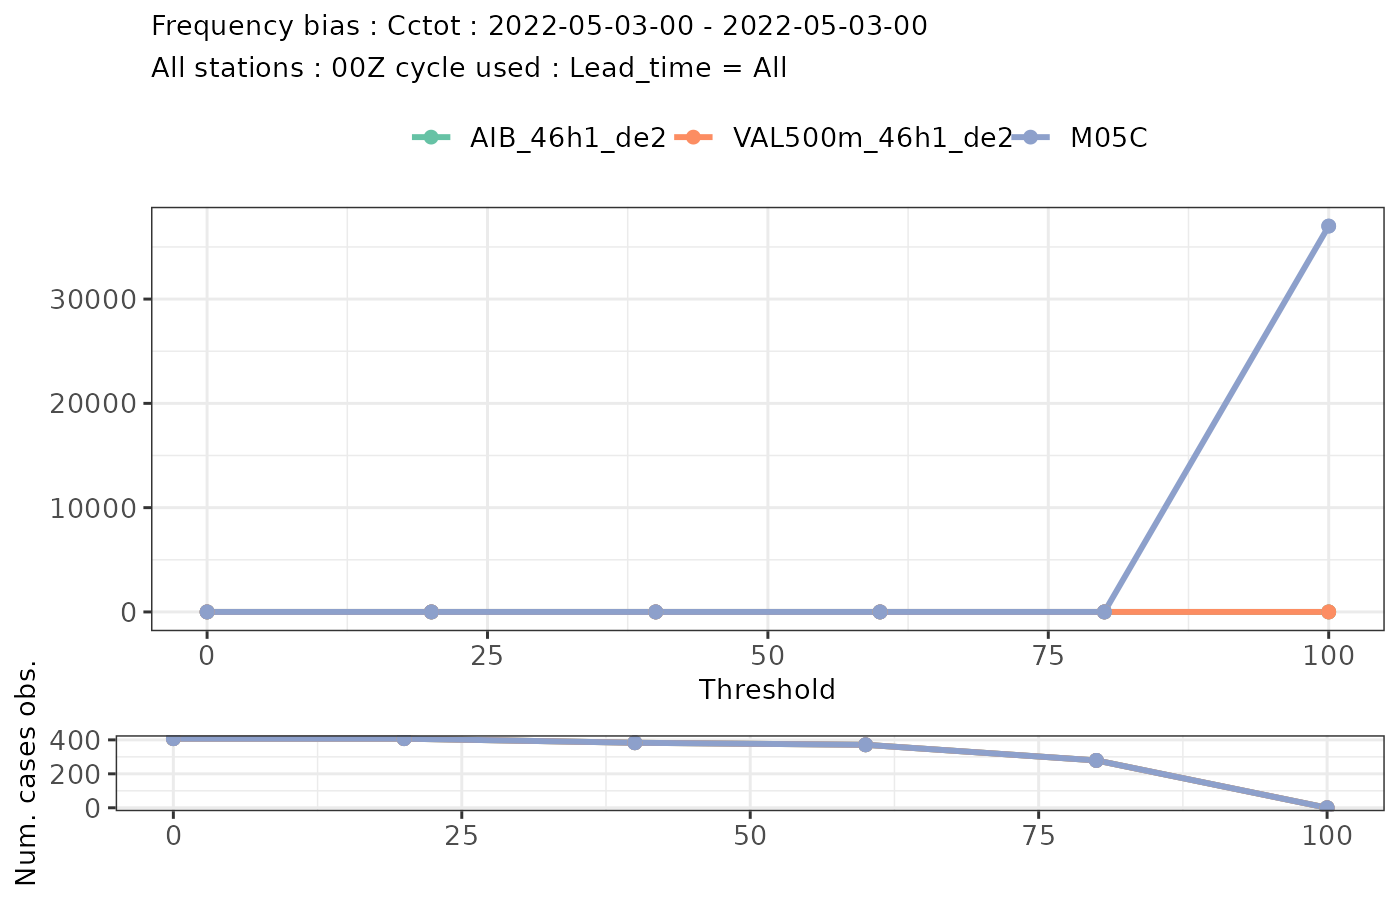 Frequency bias : Cctot : 2022-05-03-00 - 2022-05-03-00
All stations : 00Z cycle used : Lead_time = All
AIB_46h1_de2 VAL500m_46h1_de2 M05C
30000
20000
10000
0
0 25 50 75 100
Threshold
Num. cases obs.
400
200
0
0 25 50 75 100